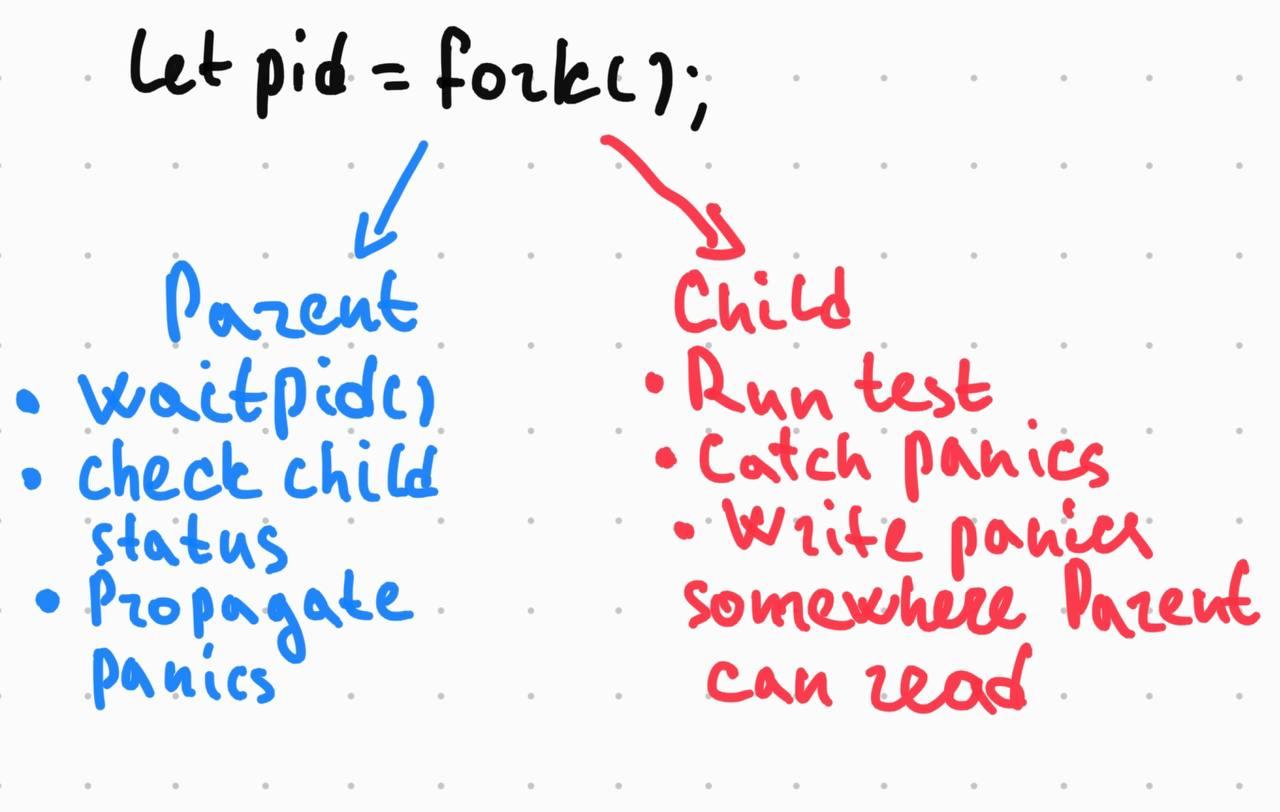 let pid = fork();
Parent
• waitpid()
• check child
status
• Propagate
panics
Child
• Run test
• Catch panics
• Write panics
somewhere Parent
can read